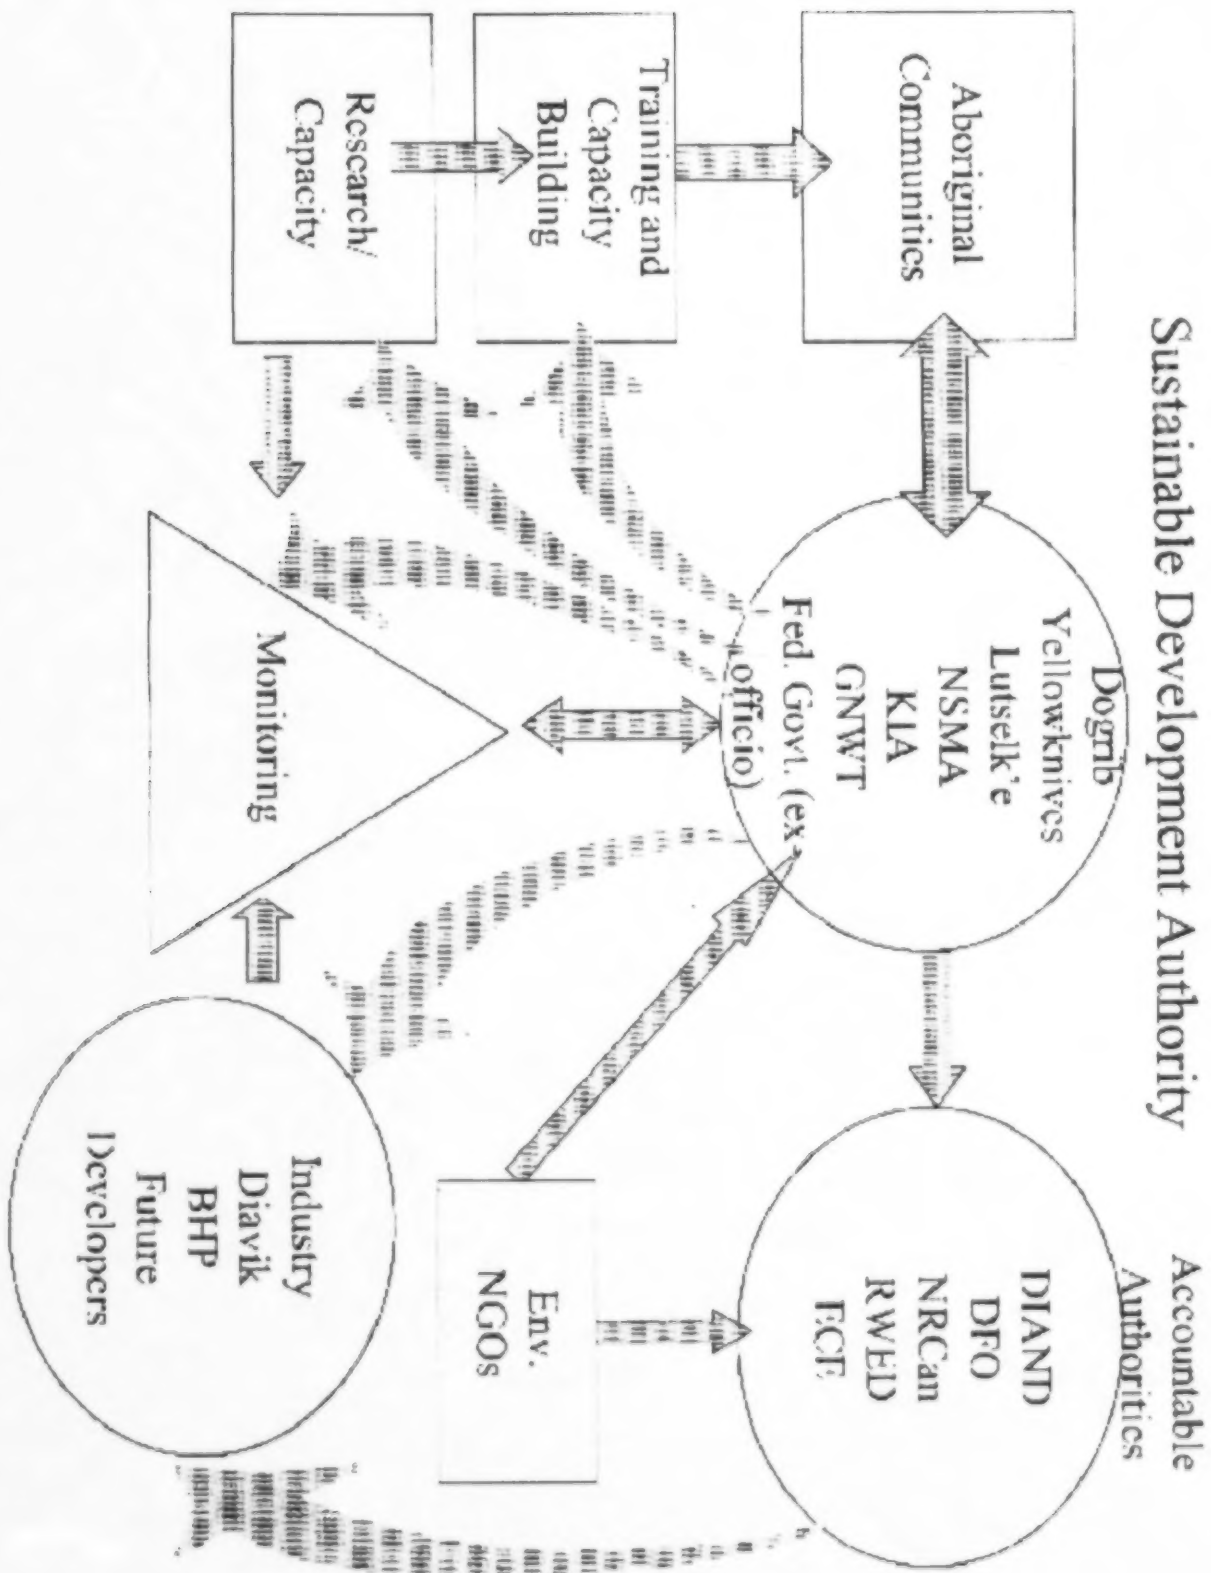 Sustainable Development Authority
Accountable
Authorities
Aboriginal
Communities
Dogrib
Yellowknives
Lutselk'e
NSMA
KIA
GNWT
Fed. Govt. (ex-
officio)
DIAND
DFO
NRCan
RWED
ECE
Training and
Capacity
Building
Research/
Capacity
Monitoring
Env.
NGOs
Industry
Diavik
BHP
Future
Developers